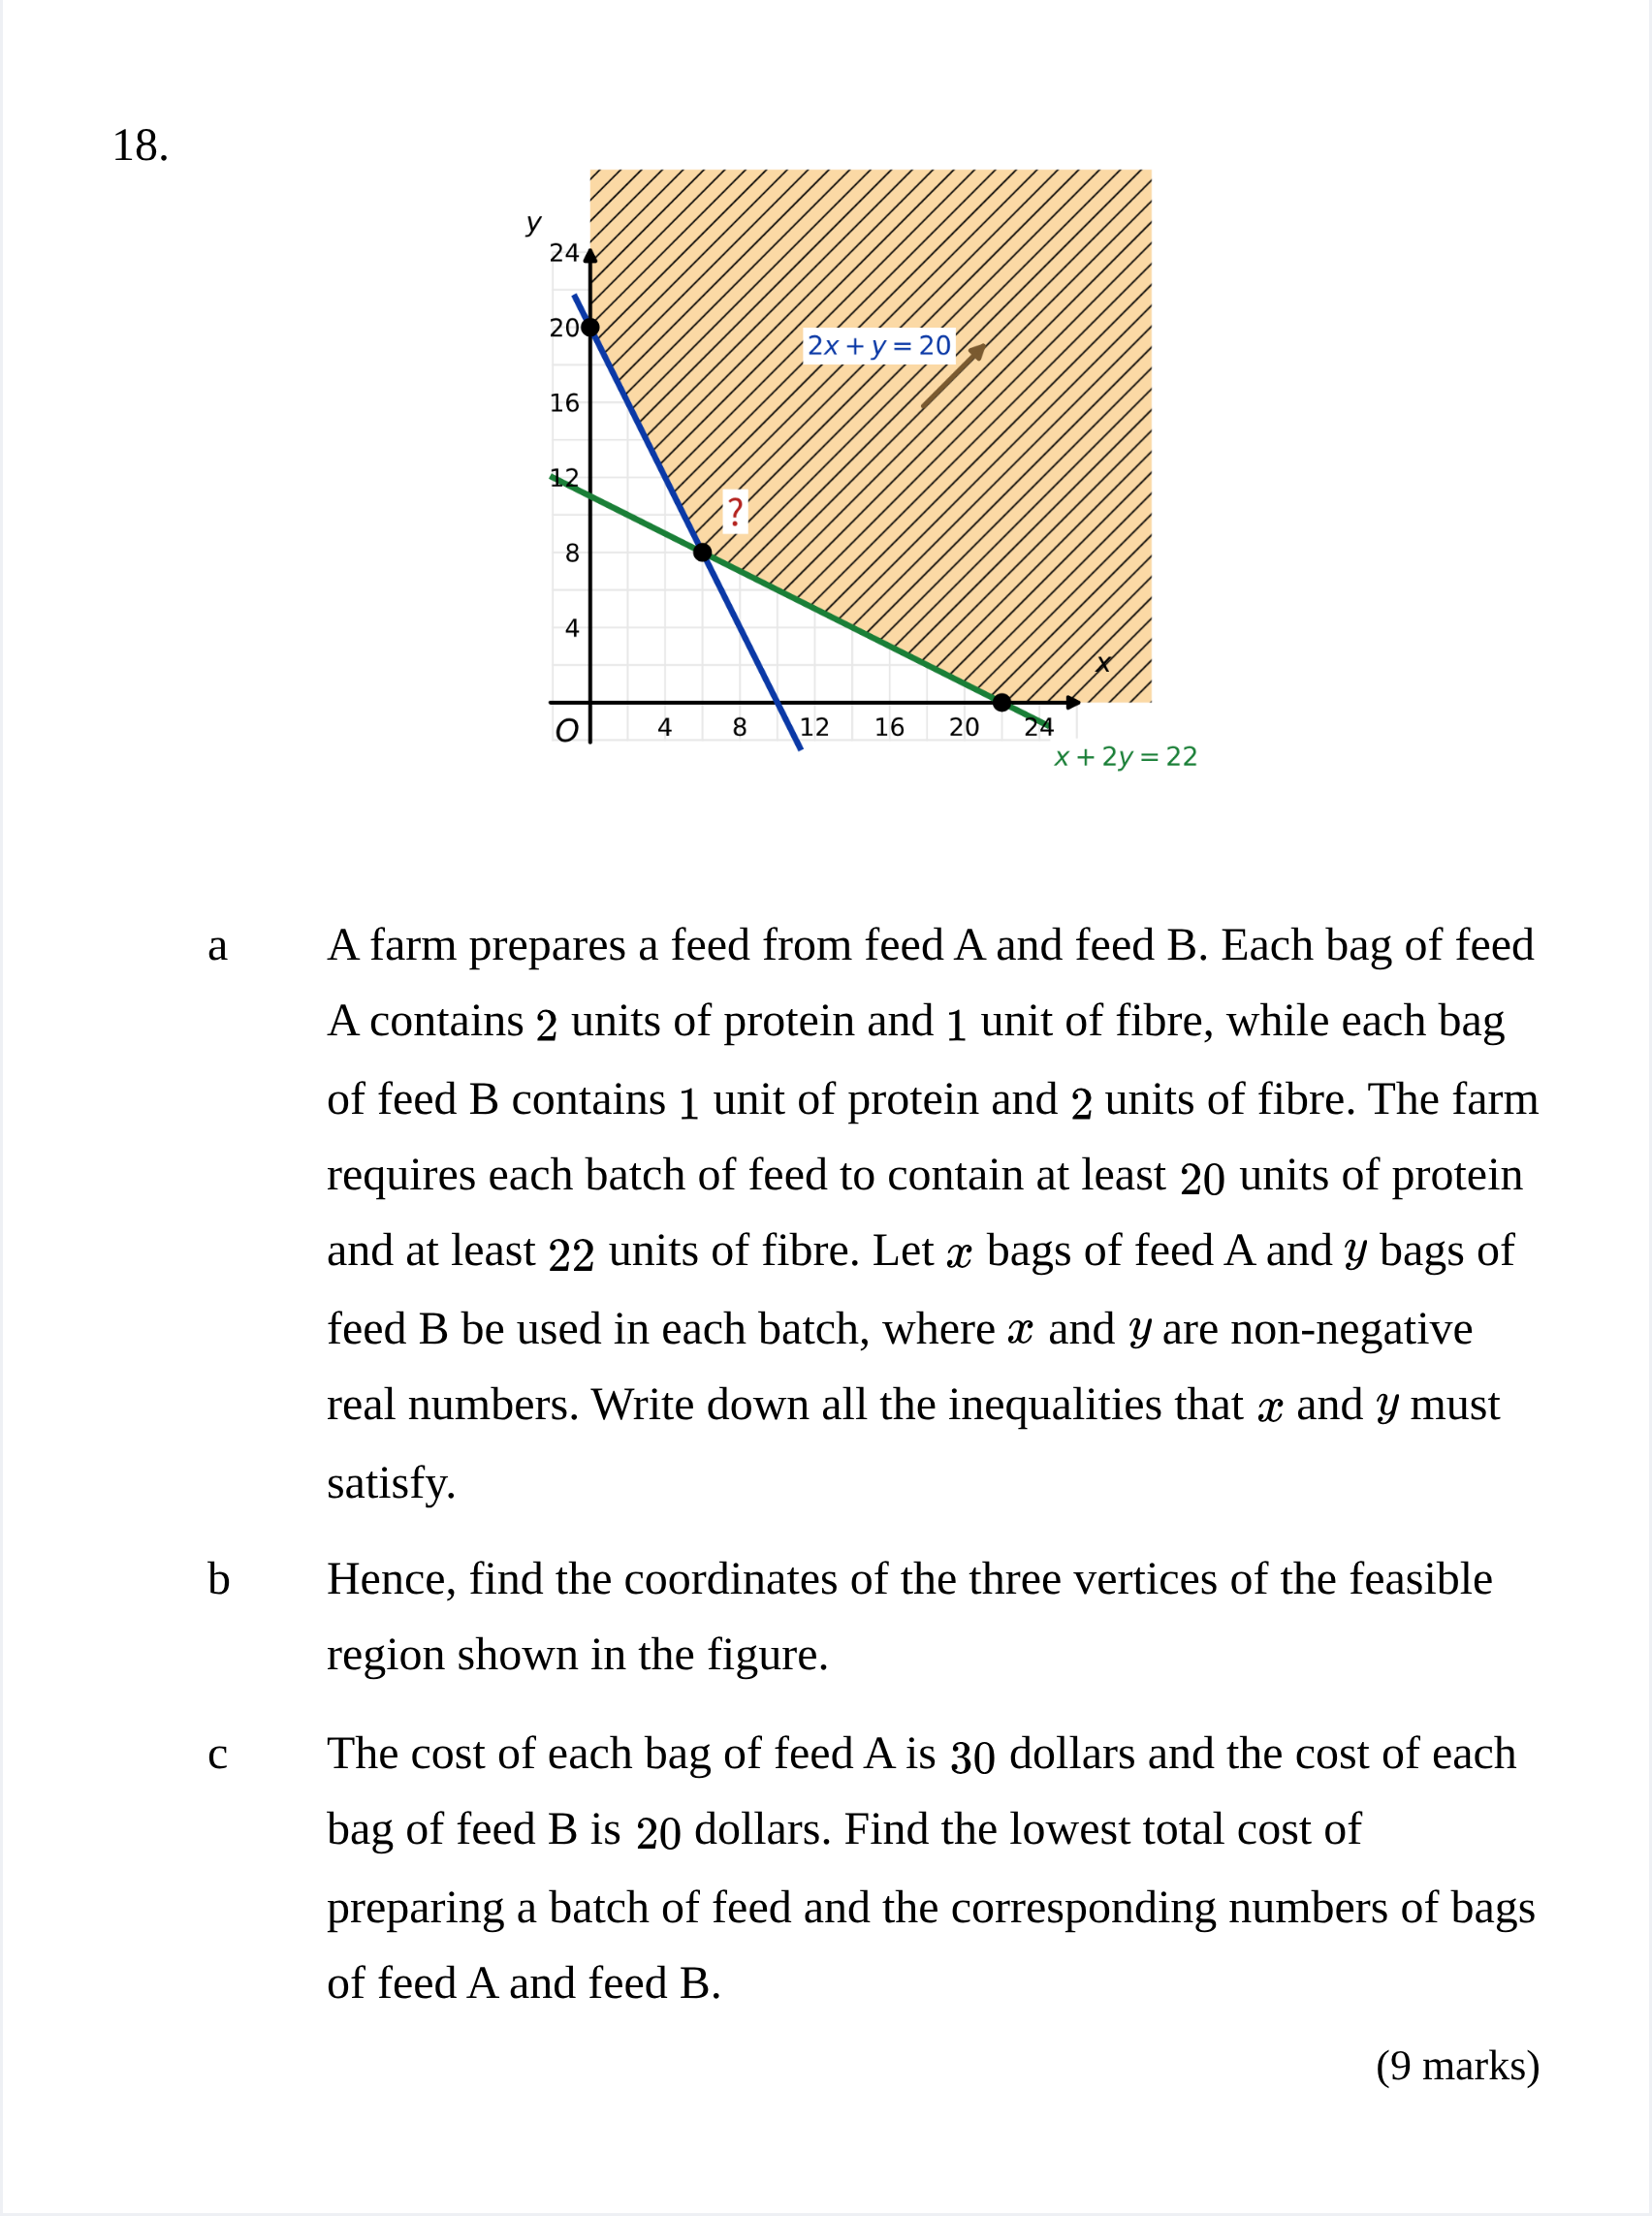 18.
y
24
20
2x + y = 20
16
12
?
8
4
x
O 4 8 12 16 20 24
x + 2y = 22
a A farm prepares a feed from feed A and feed B. Each bag of feed
A contains 2 units of protein and 1 unit of fibre, while each bag
of feed B contains 1 unit of protein and 2 units of fibre. The farm
requires each batch of feed to contain at least 20 units of protein
and at least 22 units of fibre. Let x bags of feed A and y bags of
feed B be used in each batch, where x and y are non-negative
real numbers. Write down all the inequalities that x and y must
satisfy.
b Hence, find the coordinates of the three vertices of the feasible
region shown in the figure.
c The cost of each bag of feed A is 30 dollars and the cost of each
bag of feed B is 20 dollars. Find the lowest total cost of
preparing a batch of feed and the corresponding numbers of bags
of feed A and feed B.
(9 marks)